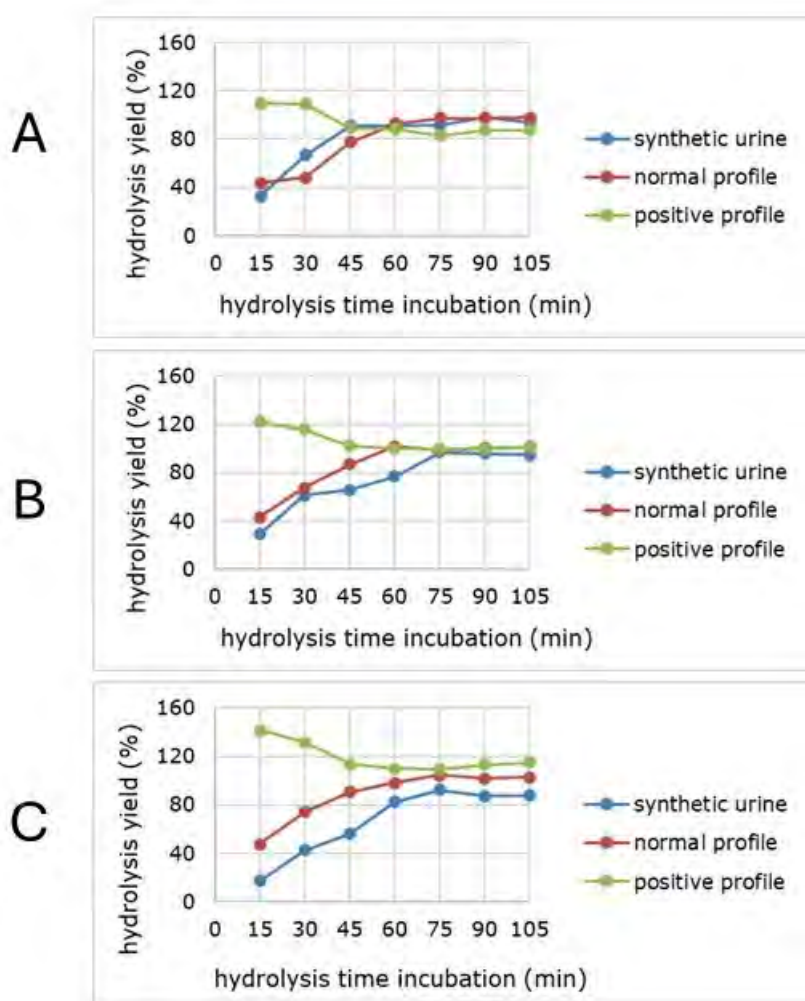 A
hydrolysis yield (%)
160
120
80
40
0
0 15 30 45 60 75 90 105
hydrolysis time incubation (min)
synthetic urine
normal profile
positive profile
B
hydrolysis yield (%)
160
120
80
40
0
0 15 30 45 60 75 90 105
hydrolysis time incubation (min)
synthetic urine
normal profile
positive profile
C
hydrolysis yield (%)
160
120
80
40
0
0 15 30 45 60 75 90 105
hydrolysis time incubation (min)
synthetic urine
normal profile
positive profile